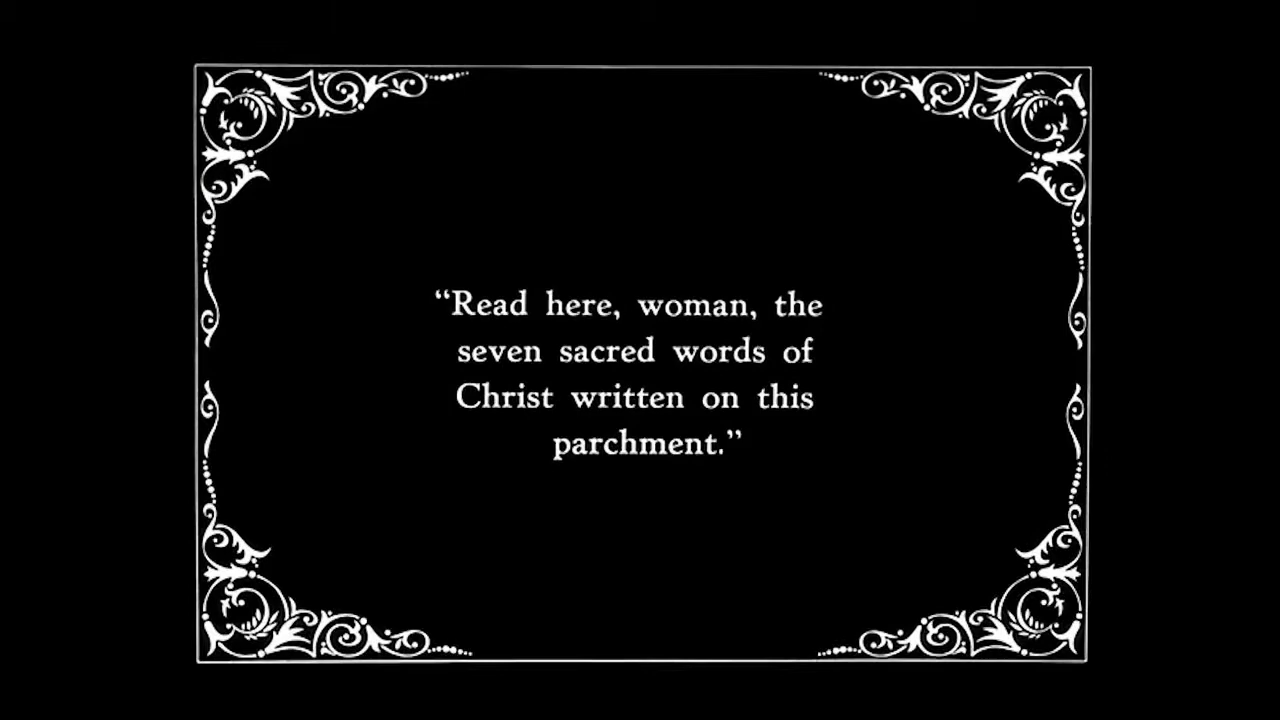 “Read here, woman, the
seven sacred words of
Christ written on this
parchment.”